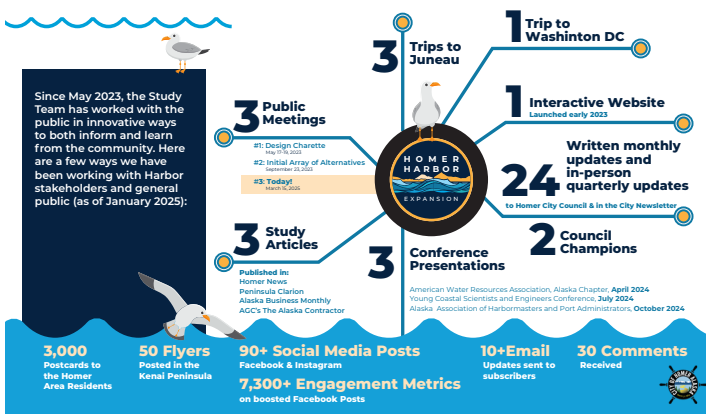 Since May 2023, the Study
Team has worked with the
public in innovative ways
to both inform and learn
from the community. Here
are a few ways we have
been working with Harbor
stakeholders and general
public (as of January 2025):
3 Public
Meetings
#1: Design Charette
May 17-19, 2023
#2: Initial Array of Alternatives
September 23, 2023
#3: Today!
March 15, 2025
3 Study
Articles
Published in:
Homer News
Peninsula Clarion
Alaska Business Monthly
AGC's The Alaska Contractor
3 Trips to
Juneau
1 Trip to
Washinton DC
1 Interactive Website
Launched early 2023
24 Written monthly
updates and
in-person
quarterly updates
to Homer City Council & in the City Newsletter
2 Council
Champions
3 Conference
Presentations
American Water Resources Association, Alaska Chapter, April 2024
Young Coastal Scientists and Engineers Conference, July 2024
Alaska Association of Harbormasters and Port Administrators, October 2024
HOMER
HARBOR
EXPANSION
3,000
Postcards to
the Homer
Area Residents
50 Flyers
Posted in the
Kenai Peninsula
90+ Social Media Posts
Facebook & Instagram
7,300+ Engagement Metrics
on boosted Facebook Posts
10+Email
Updates sent to
subscribers
30 Comments
Received
CITY OF HOMER ALASKA